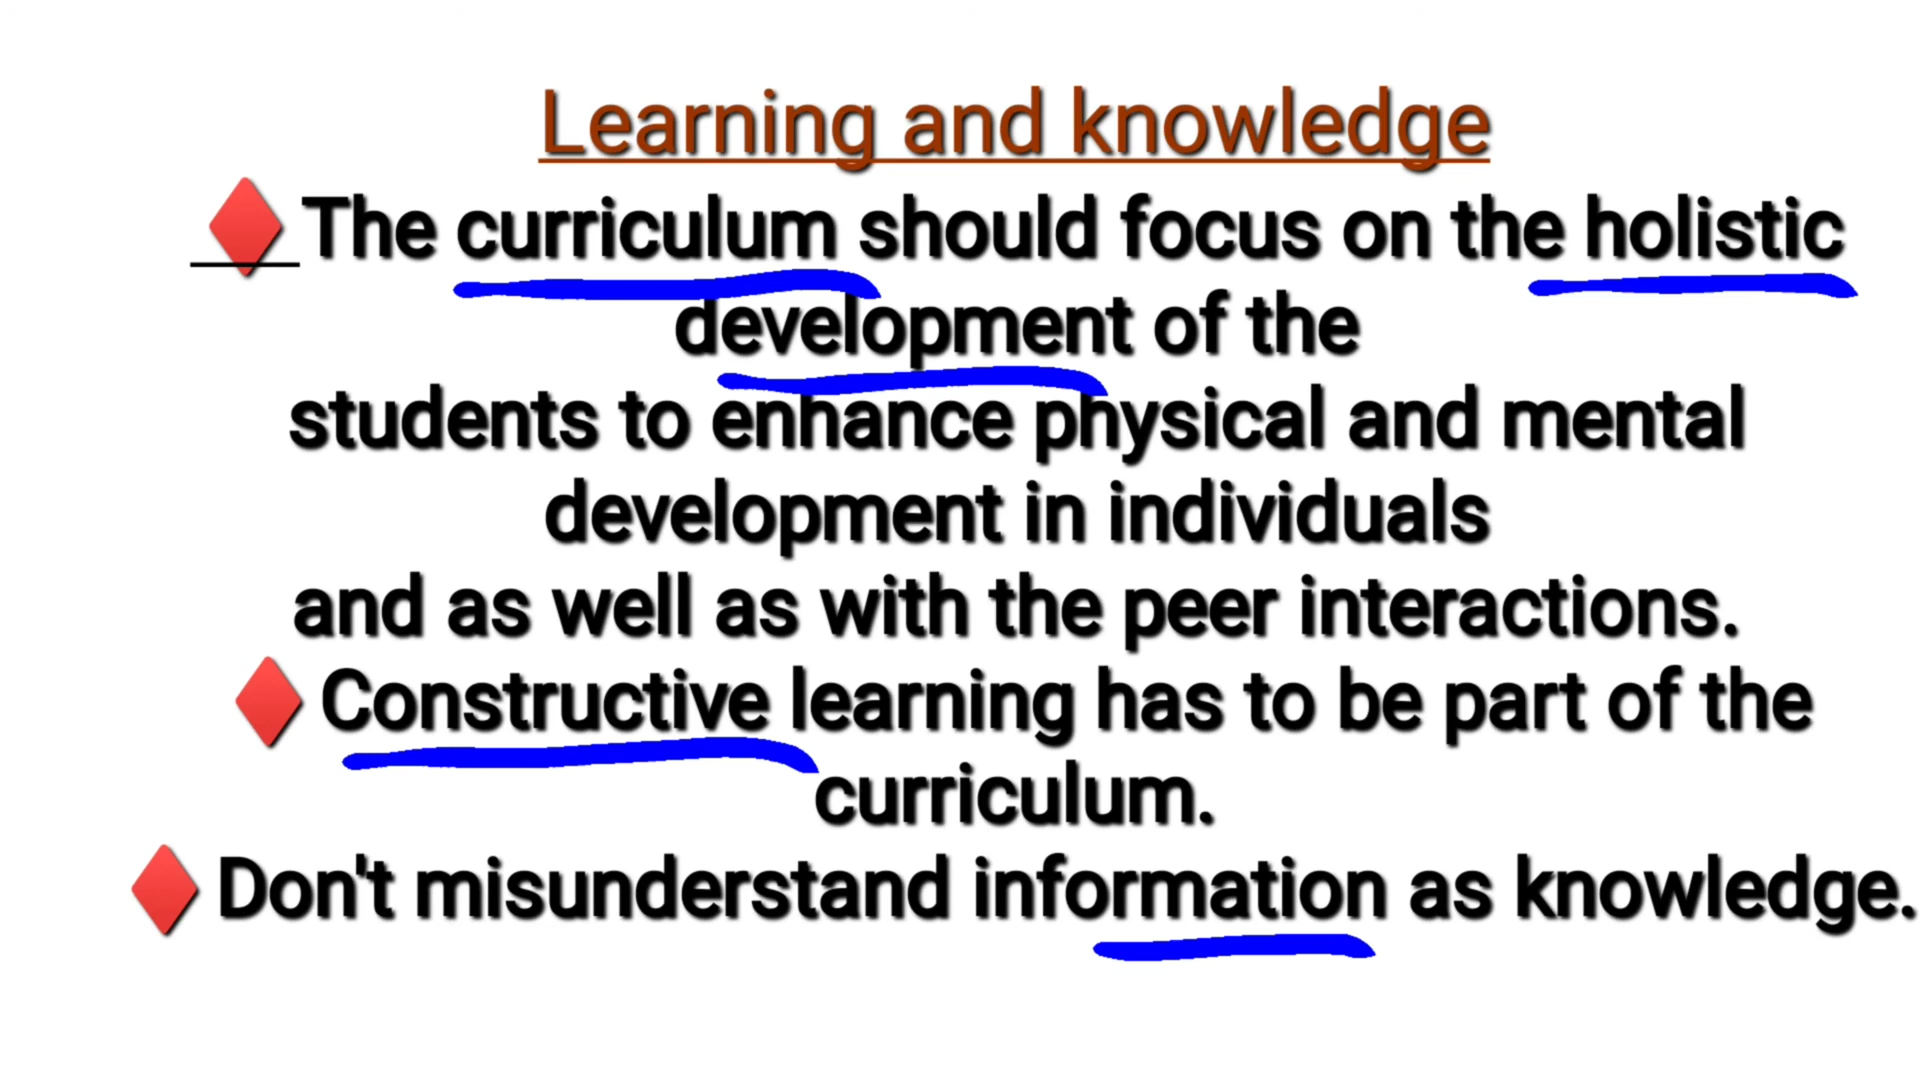 Learning and knowledge
♦The curriculum should focus on the holistic
development of the
students to enhance physical and mental
development in individuals
and as well as with the peer interactions.
♦Constructive learning has to be part of the
curriculum.
♦Don't misunderstand information as knowledge.